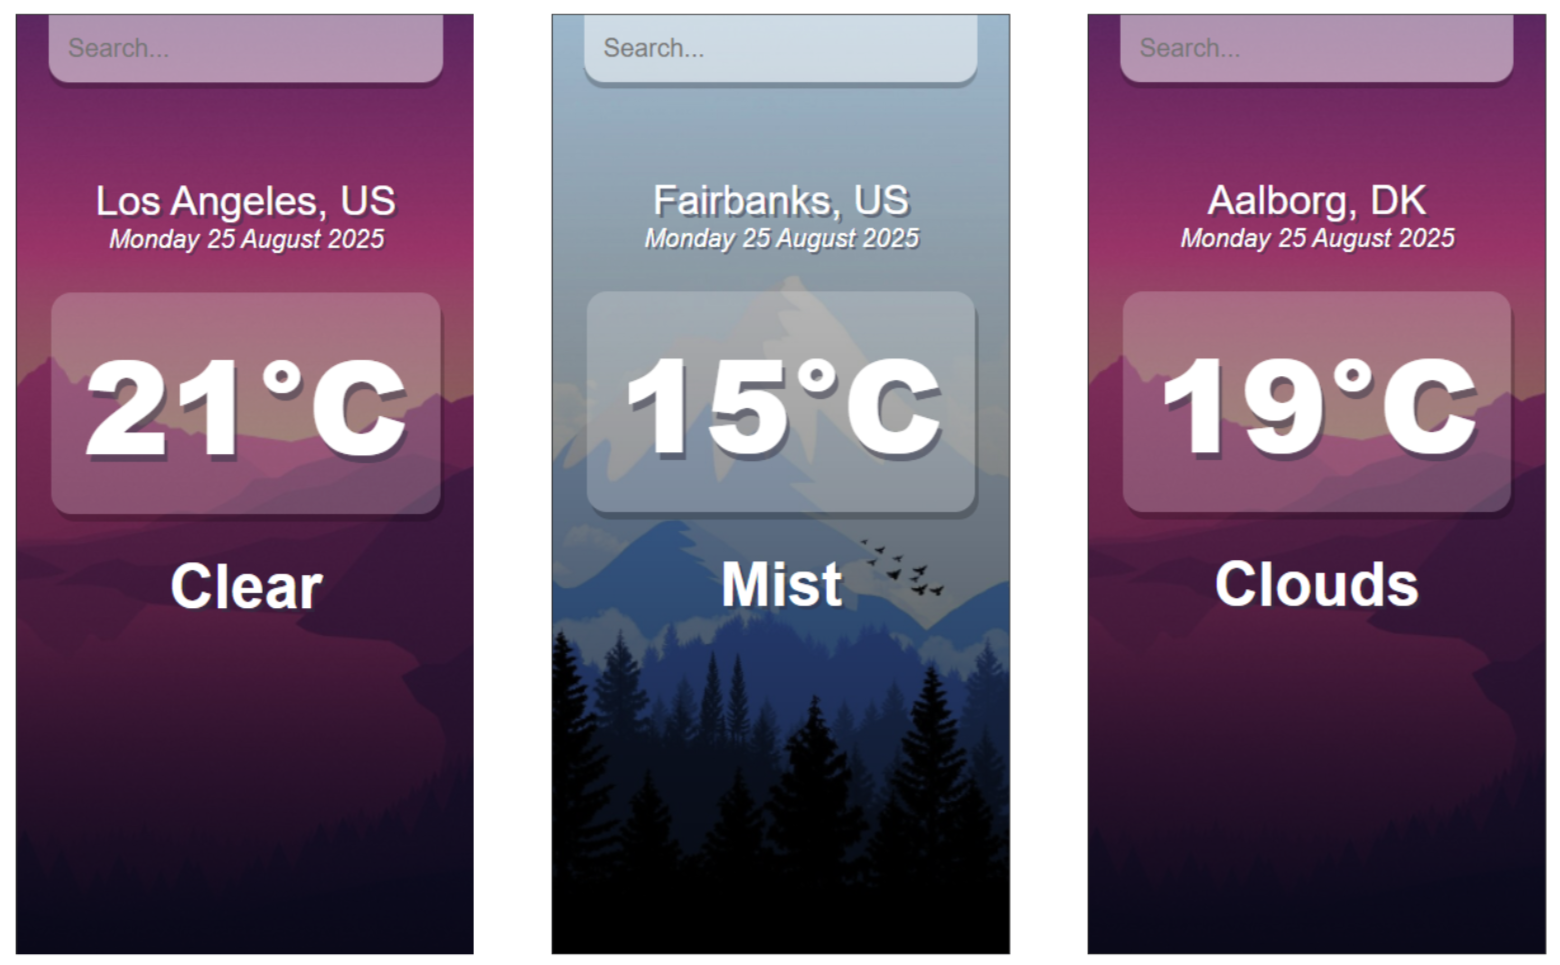 Search...
Los Angeles, US
Monday 25 August 2025
21°C
Clear
Search...
Fairbanks, US
Monday 25 August 2025
15°C
Mist
Search...
Aalborg, DK
Monday 25 August 2025
19°C
Clouds